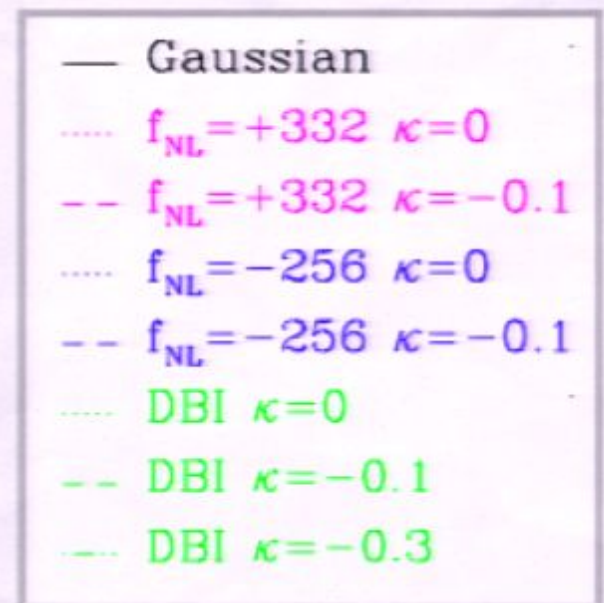 Gaussian
f_NL=+332 κ=0
f_NL=+332 κ=-0.1
f_NL=-256 κ=0
f_NL=-256 κ=-0.1
DBI κ=0
DBI κ=-0.1
DBI κ=-0.3